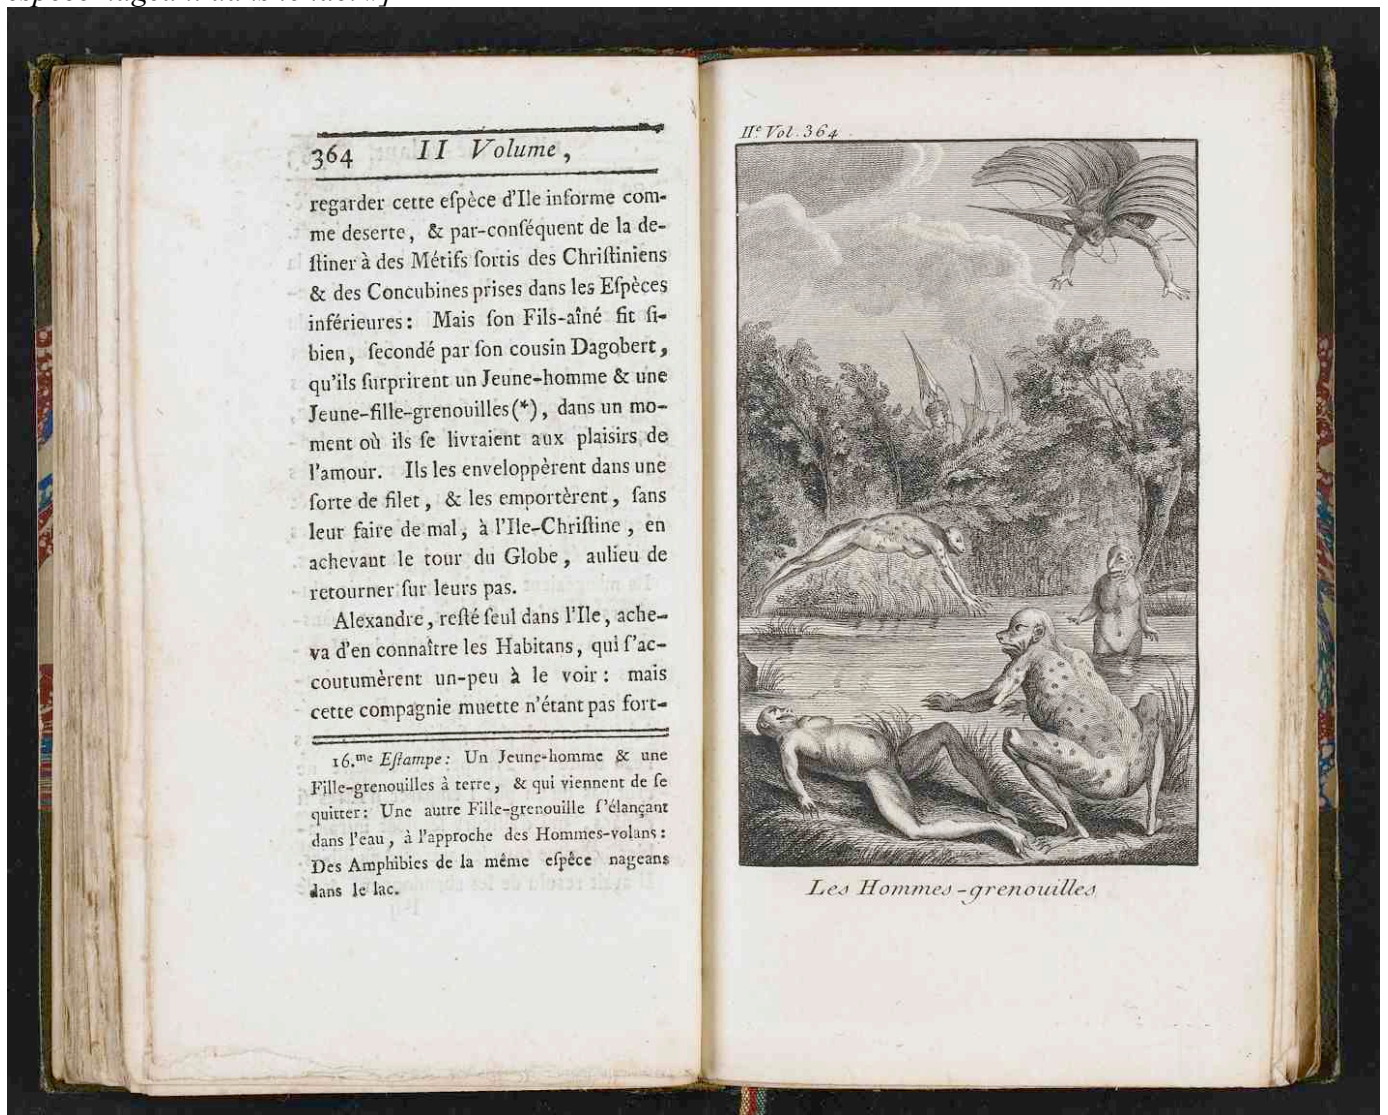 364 II Volume,
regarder cette eſpèce d'Ile informe com-
me deserte, & par-conſéquent de la de-
ſtiner à des Métifs ſortis des Chriſtiniens
& des Concubines prises dans les Eſpèces
inférieures: Mais ſon Fils-aîné fit ſi-
bien, ſecondé par ſon cousin Dagobert,
qu'ils ſurprirent un Jeune-homme & une
Jeune-fille-grenouilles(*), dans un mo-
ment où ils ſe livraient aux plaisirs de
l'amour. Ils les enveloppèrent dans une
ſorte de filet, & les emportèrent, ſans
leur faire de mal, à l'Ile-Chriſtine, en
achevant le tour du Globe, aulieu de
retourner ſur leurs pas.
Alexandre, reſté ſeul dans l'Ile, ache-
va d'en connaître les Habitans, qui ſ'ac-
coutumèrent un-peu à le voir: mais
cette compagnie muette n'étant pas fort-
16.me Eſtampe: Un Jeune-homme & une
Fille-grenouilles à terre, & qui viennent de ſe
quitter: Une autre Fille-grenouille ſ'élançant
dans l'eau, à l'approche des Hommes-volans:
Des Amphibies de la même eſpéce nageans
dans le lac.
IIe Vol. 364
Les Hommes-grenouilles.